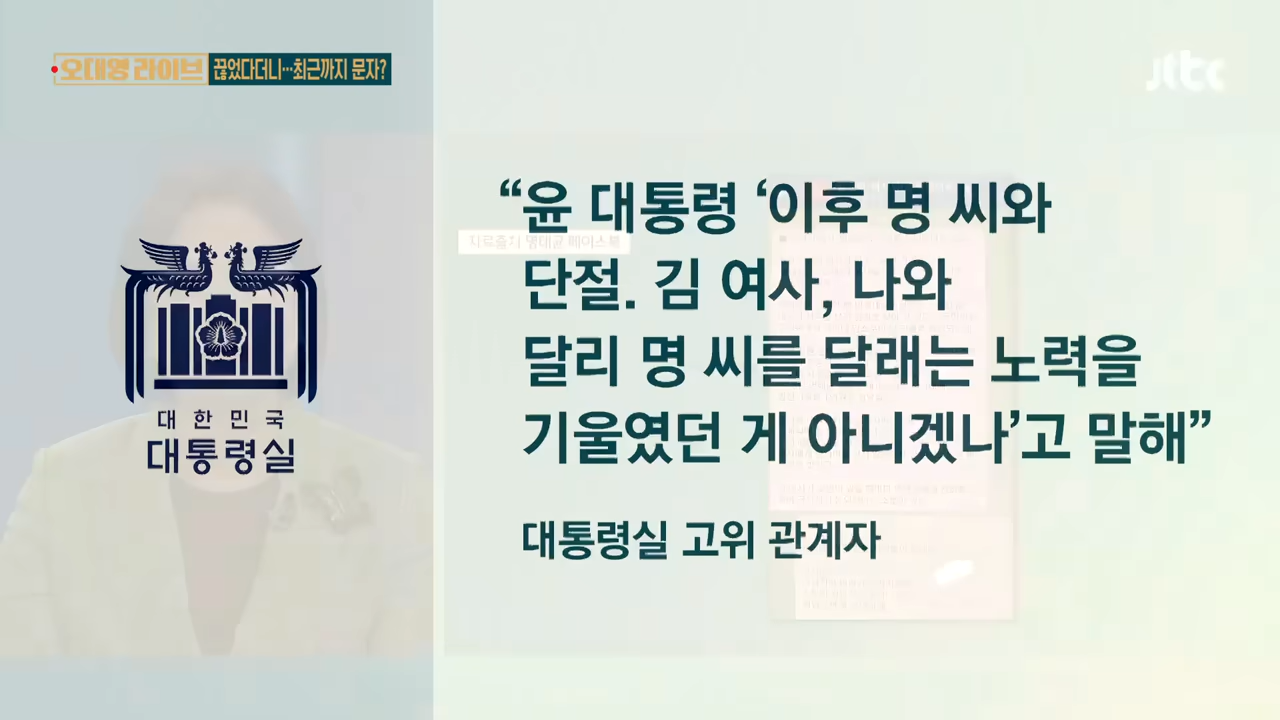 오대영 라이브 끊었다더니…최근까지 문자?
jtbc
“윤 대통령 ‘이후 명 씨와
단절. 김 여사, 나와
달리 명 씨를 달래는 노력을
기울였던 게 아니겠나’고 말해”
대통령실 고위 관계자
대한민국
대통령실